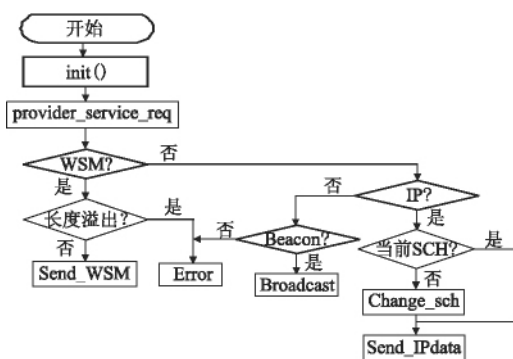 开始
init()
provider_service_req
WSM?
否
是
否
IP?
是
长度溢出?
是
否
Beacon?
当前SCH?
是
否
是
否
Send_WSM
Error
Broadcast
Change_sch
Send_IPdata